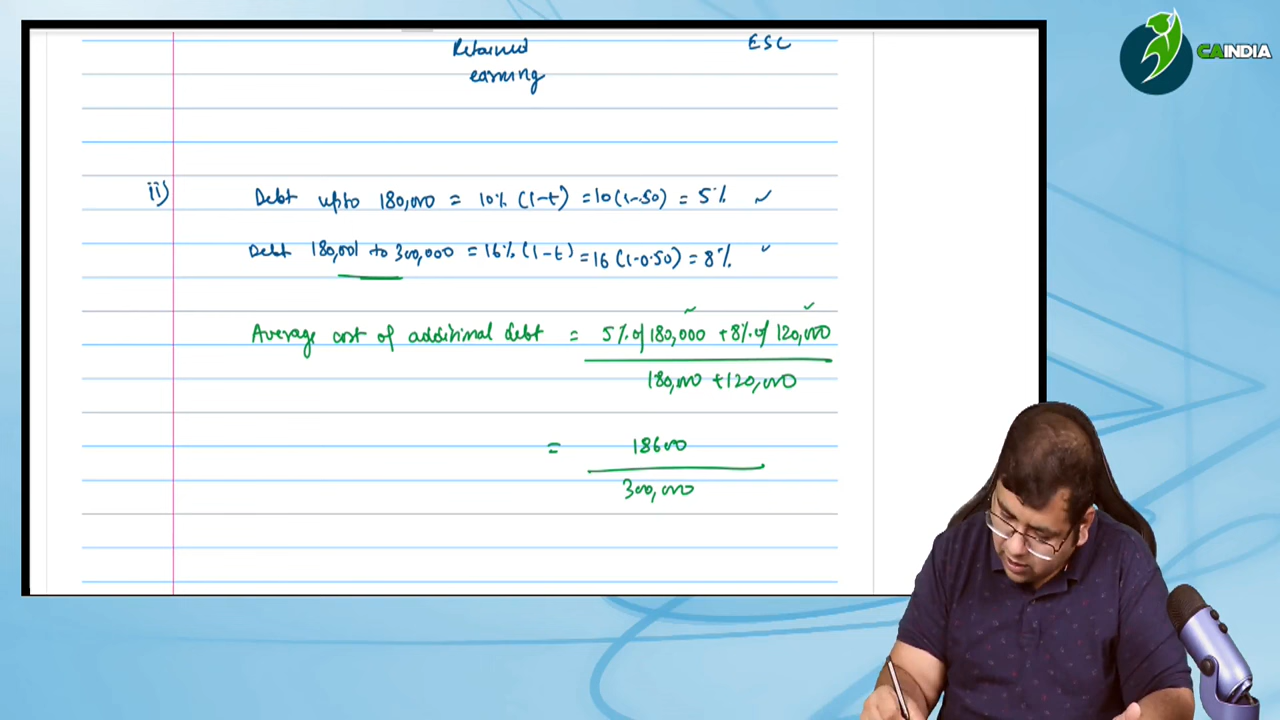 CAINDIA
Retained ESC
earning
ii) Debt upto 180,000 = 10% (1-t) = 10(1-.50) = 5%
Debt 180,001 to 300,000 = 16% (1-t) = 16 (1-0.50) = 8%.
Average cost of additional debt = 5% of 180,000 + 8% of 120,000
180,000 + 120,000
= 18600
300,000